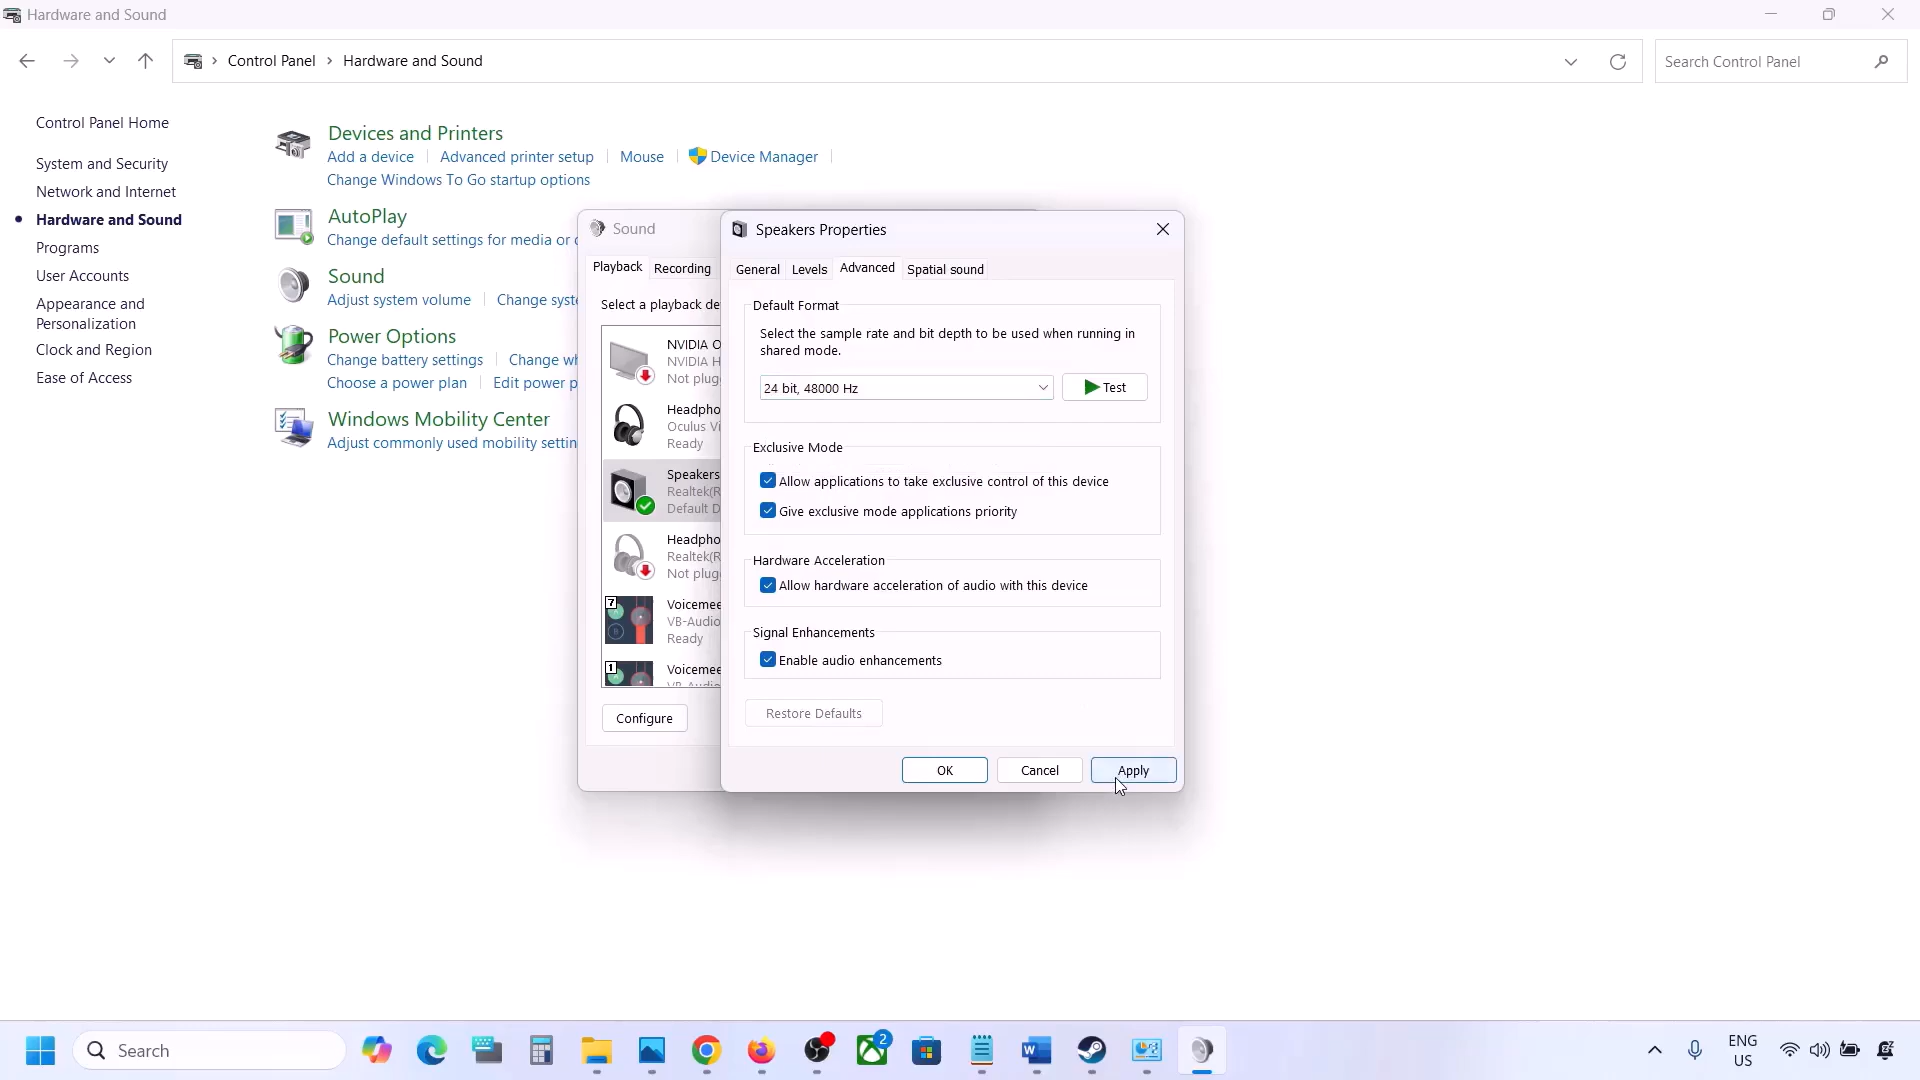 Hardware and Sound
Control Panel > Hardware and Sound
Search Control Panel
Control Panel Home
System and Security
Network and Internet
Hardware and Sound
Programs
User Accounts
Appearance and
Personalization
Clock and Region
Ease of Access
Devices and Printers
Add a device
Advanced printer setup
Mouse
Device Manager
Change Windows To Go startup options
AutoPlay
Change default settings for media or
Sound
Adjust system volume
Change syst
Power Options
Change battery settings
Change wh
Choose a power plan
Edit power p
Windows Mobility Center
Adjust commonly used mobility settin
Sound
Playback
Recording
Select a playback de
NVIDIA O
NVIDIA H
Not plug
Headpho
Oculus Vi
Ready
Speakers
Realtek(R
Default D
Headpho
Realtek(R
Not plug
7
Voicemee
VB-Audio
Ready
1
Voicemee
VB-Audio
Configure
Speakers Properties
General
Levels
Advanced
Spatial sound
Default Format
Select the sample rate and bit depth to be used when running in
shared mode.
24 bit, 48000 Hz
Test
Exclusive Mode
Allow applications to take exclusive control of this device
Give exclusive mode applications priority
Hardware Acceleration
Allow hardware acceleration of audio with this device
Signal Enhancements
Enable audio enhancements
Restore Defaults
OK
Cancel
Apply
Search
2
ENG
US